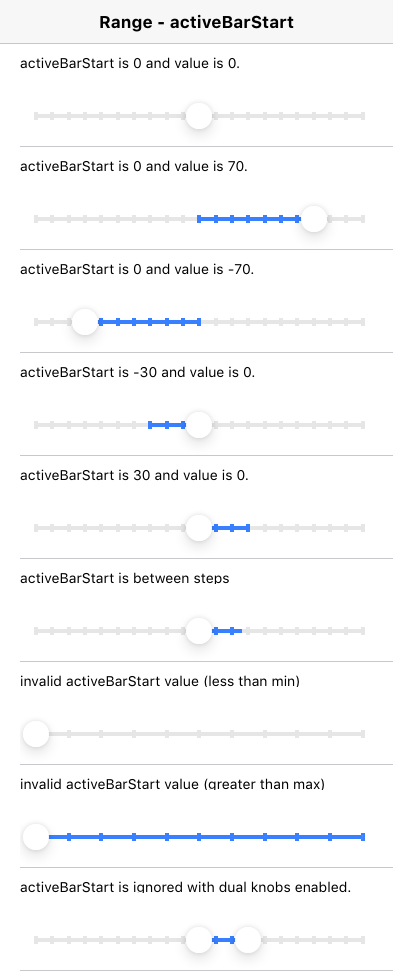 Range - activeBarStart
activeBarStart is 0 and value is 0.
activeBarStart is 0 and value is 70.
activeBarStart is 0 and value is -70.
activeBarStart is -30 and value is 0.
activeBarStart is 30 and value is 0.
activeBarStart is between steps
invalid activeBarStart value (less than min)
invalid activeBarStart value (greater than max)
activeBarStart is ignored with dual knobs enabled.